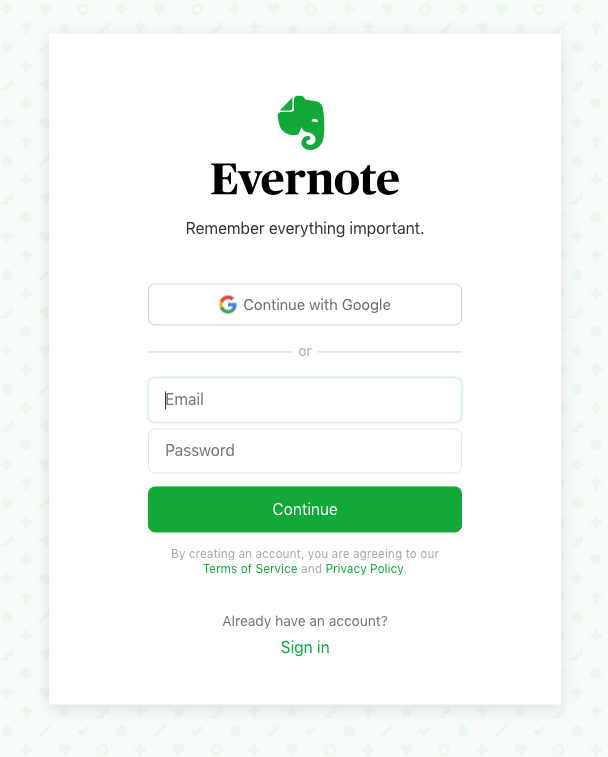 Evernote
Remember everything important.
Continue with Google
or
Email
Password
Continue
By creating an account, you are agreeing to our
Terms of Service and Privacy Policy.
Already have an account?
Sign in